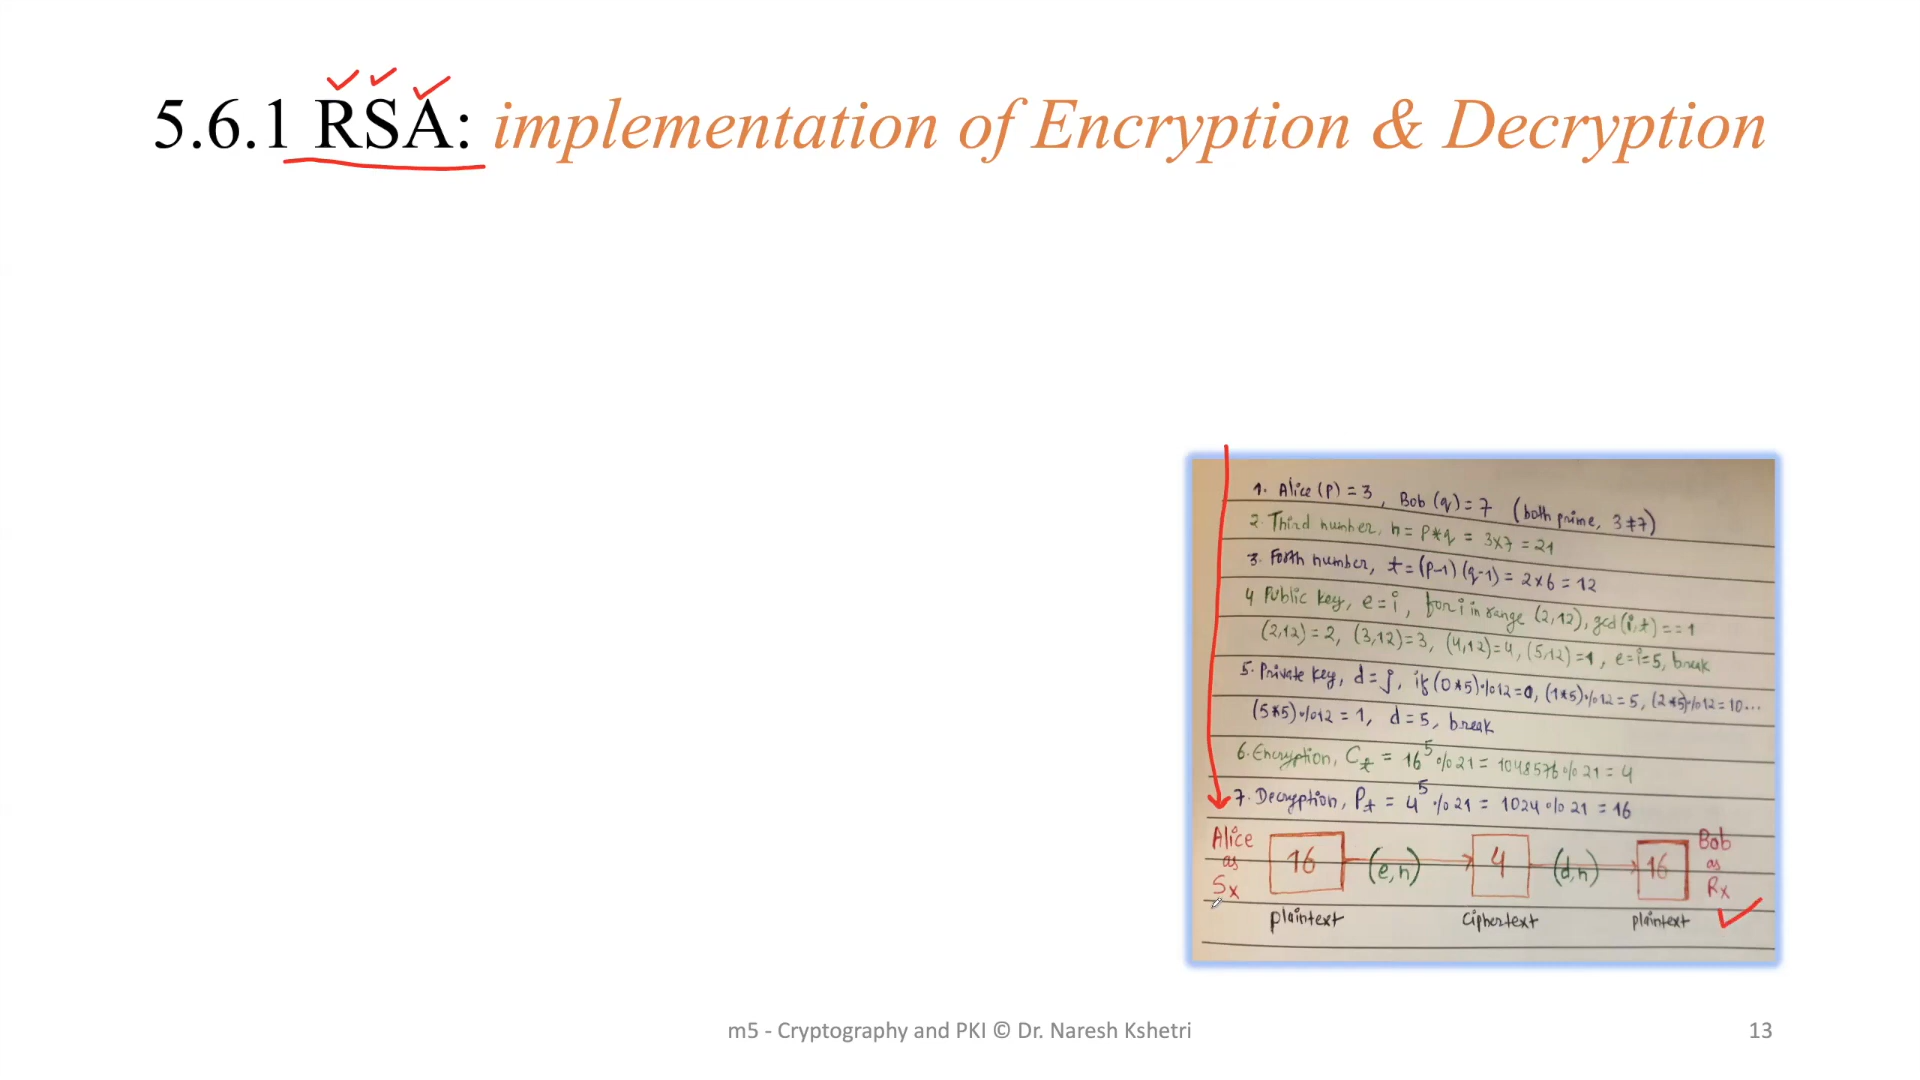 5.6.1 RSA: implementation of Encryption & Decryption
1. Alice (P) = 3, Bob (q) = 7 (both prime, 3≠7)
2. Third number, n = P*q = 3x7 = 21
3. Foth number, t = (p-1) (q-1) = 2x6 = 12
4 Public key, e = i, for i in range (2,12), gcd(i,t) == 1
(2,12) = 2, (3,12) = 3, (4,12) = 4, (5,12) = 1, e=i=5, break
5. Private key, d = j, if (0*5)%12=0, (1*5)%12 = 5, (2*5)%12 = 10...
(5*5)%12 = 1, d = 5, break
6. Encryption, Ct = 16^5 % 21 = 1048576 % 21 = 4
7. Decryption, Pt = 4^5 % 21 = 1024 % 21 = 16
Alice as Sx 16 (e,n) 4 (d,n) 16 Bob as Rx
plaintext ciphertext plaintext
m5 - Cryptography and PKI © Dr. Naresh Kshetri 13